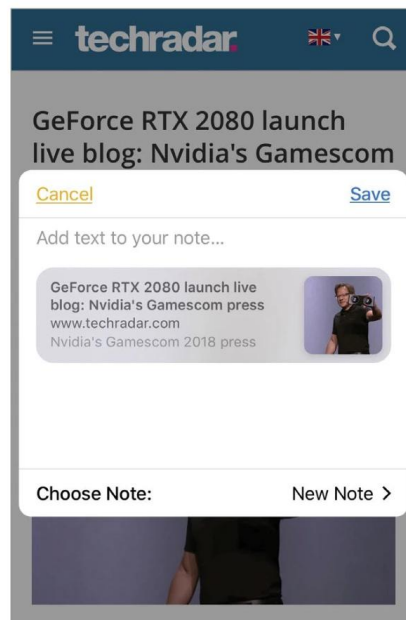 techradar.
GeForce RTX 2080 launch
live blog: Nvidia's Gamescom
Cancel
Save
Add text to your note...
GeForce RTX 2080 launch live
blog: Nvidia's Gamescom press
www.techradar.com
Nvidia's Gamescom 2018 press
Choose Note:
New Note >